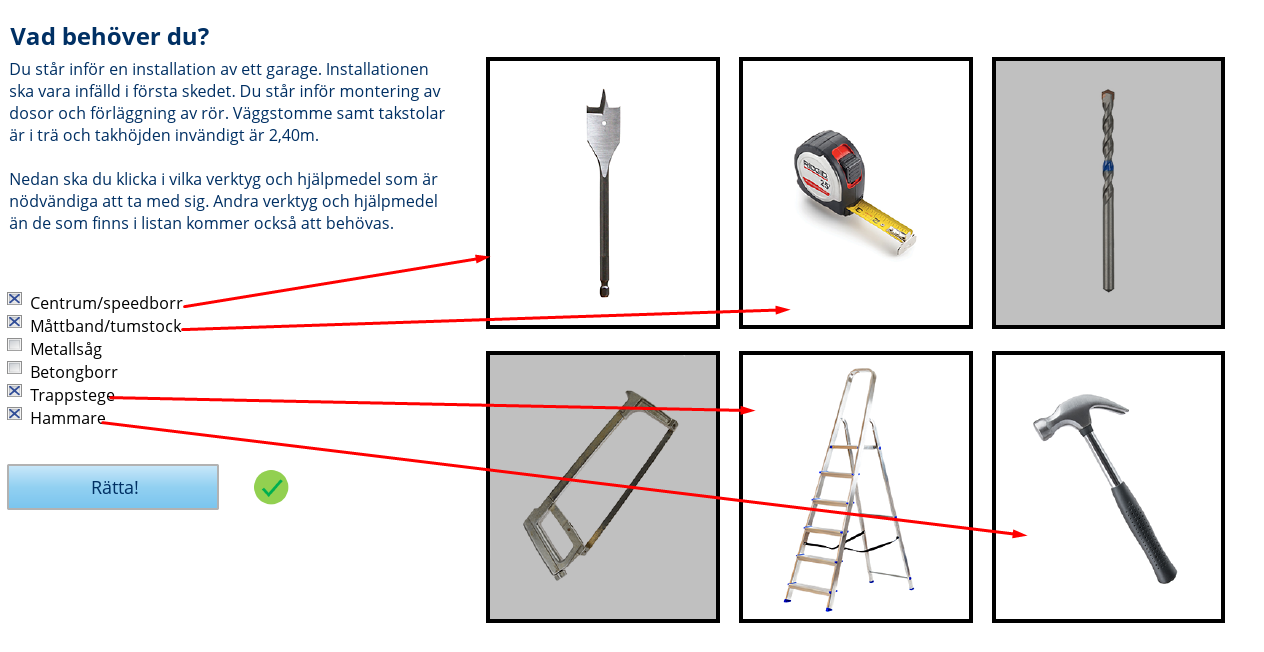 Vad behöver du?
Du står inför en installation av ett garage. Installationen
ska vara infälld i första skedet. Du står inför montering av
dosor och förläggning av rör. Väggstomme samt takstolar
är i trä och takhöjden invändigt är 2,40m.
Nedan ska du klicka i vilka verktyg och hjälpmedel som är
nödvändiga att ta med sig. Andra verktyg och hjälpmedel
än de som finns i listan kommer också att behövas.
Centrum/speedborr
Måttband/tumstock
Metallsåg
Betongborr
Trappstege
Hammare
Rätta!
RIDGID
25'